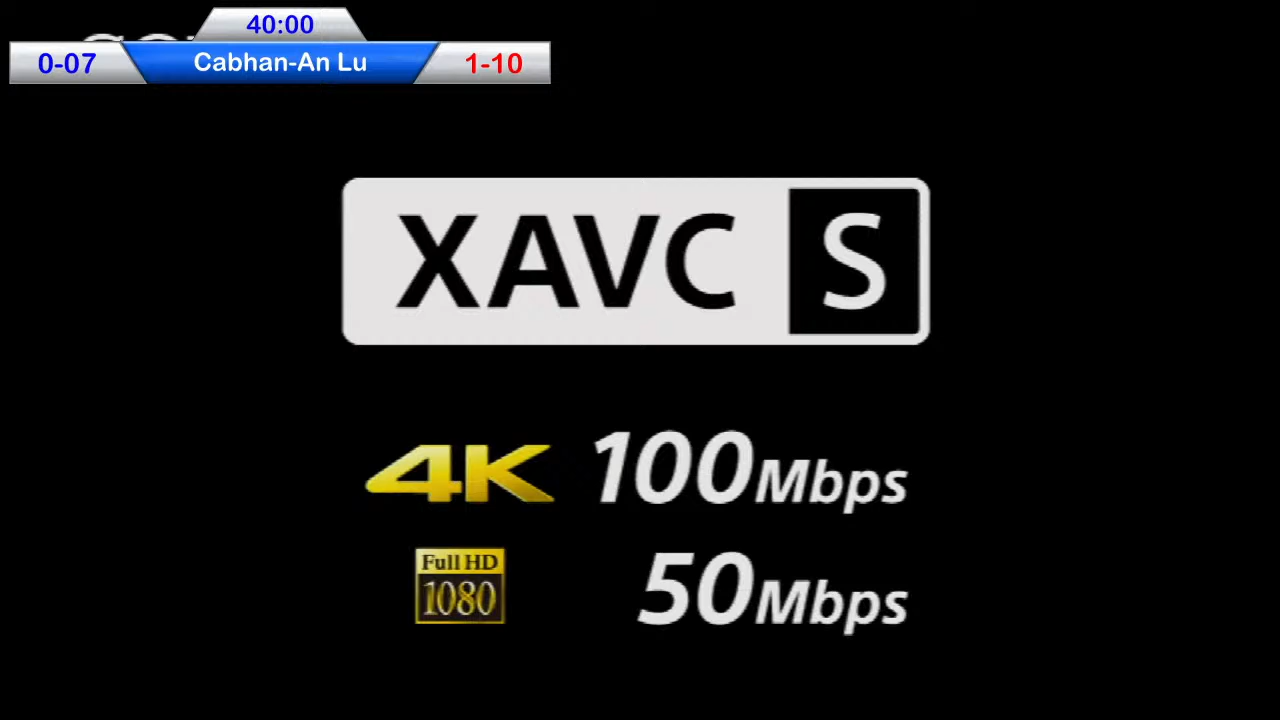 40:00
0-07 Cabhan-An Lu 1-10
XAVC S
4K 100Mbps
Full HD
1080 50Mbps